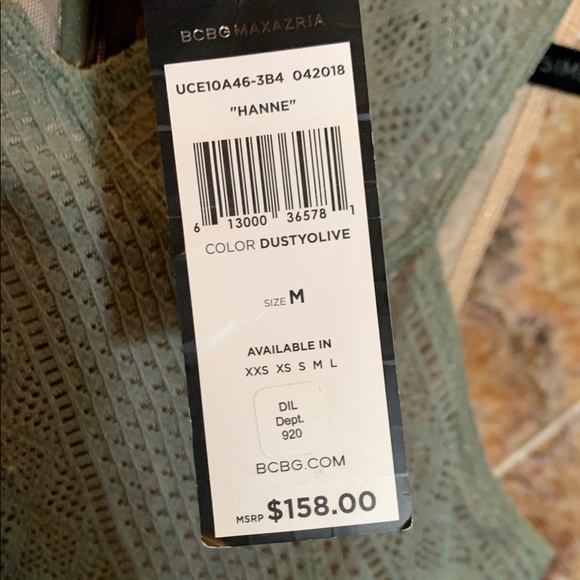 BCBGMAXAZRIA
UCE10A46-3B4 042018
"HANNE"
6 13000 36578 1
COLOR DUSTYOLIVE
SIZE M
AVAILABLE IN
XXS XS S M L
DIL
Dept.
920
BCBG.COM
MSRP $158.00